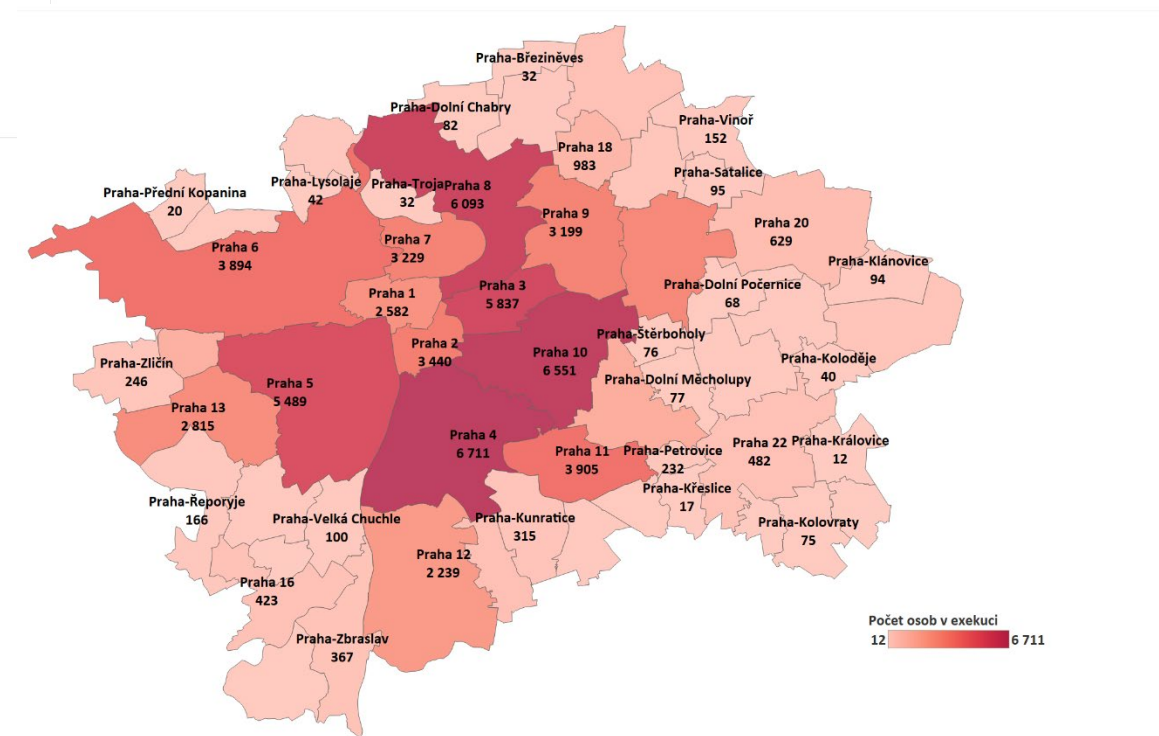 Praha-Březiněves
32
Praha-Dolní Chabry
82
Praha-Vinoř
152
Praha 18
983
Praha-Satalice
95
Praha-Přední Kopanina
20
Praha-Lysolaje
42
Praha-Troja
32
Praha 8
6 093
Praha 9
3 199
Praha 20
629
Praha 6
3 894
Praha 7
3 229
Praha-Klánovice
94
Praha 3
5 837
Praha-Dolní Počernice
68
Praha 1
2 582
Praha-Štěrboholy
76
Praha 2
3 440
Praha 10
6 551
Praha-Koloděje
40
Praha-Zličín
246
Praha 5
5 489
Praha-Dolní Měcholupy
77
Praha 13
2 815
Praha 4
6 711
Praha 11
3 905
Praha-Petrovice
232
Praha 22
482
Praha-Královice
12
Praha-Křeslice
17
Praha-Řeporyje
166
Praha-Velká Chuchle
100
Praha-Kunratice
315
Praha-Kolovraty
75
Praha 12
2 239
Praha 16
423
Praha-Zbraslav
367
Počet osob v exekuci
12 6 711